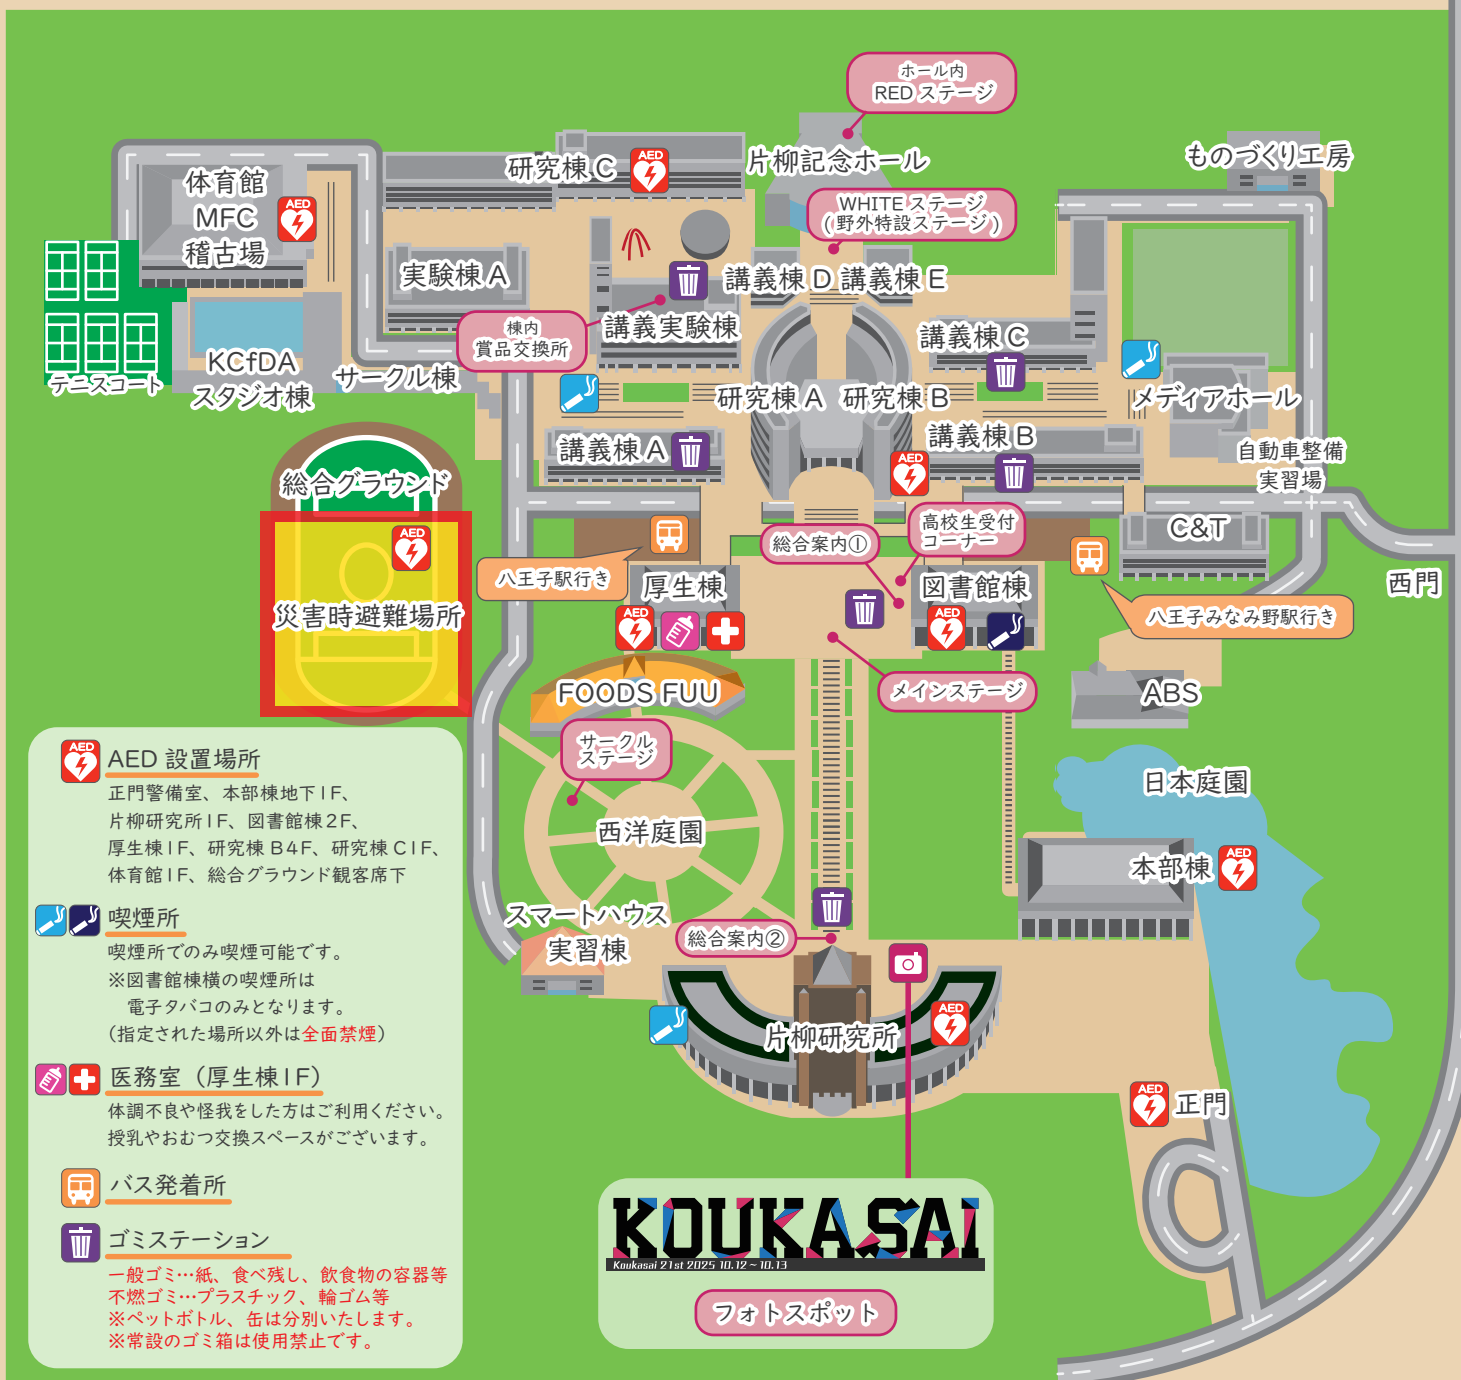 ホール内
RED ステージ
研究棟 C
AED
片柳記念ホール
ものづくり工房
体育館
MFC
稽古場
AED
WHITE ステージ
(野外特設ステージ)
実験棟 A
講義棟 D
講義棟 E
棟内
賞品交換所
講義実験棟
講義棟 C
KCfDA
スタジオ棟
サークル棟
テニスコート
研究棟 A
研究棟 B
メディアホール
講義棟 A
講義棟 B
AED
自動車整備
実習場
総合グラウンド
AED
災害時避難場所
八王子駅行き
総合案内①
高校生受付
コーナー
C&T
西門
厚生棟
AED
図書館棟
AED
八王子みなみ野駅行き
FOODS FUU
メインステージ
ABS
サークル
ステージ
西洋庭園
日本庭園
本部棟
AED
スマートハウス
実習棟
総合案内②
片柳研究所
AED
AED
正門
AED
AED 設置場所
正門警備室、本部棟地下1F、
片柳研究所1F、図書館棟2F、
厚生棟1F、研究棟 B4F、研究棟 C1F、
体育館1F、総合グラウンド観客席下
喫煙所
喫煙所でのみ喫煙可能です。
※図書館棟横の喫煙所は
電子タバコのみとなります。
(指定された場所以外は全面禁煙)
医務室(厚生棟1F)
体調不良や怪我をした方はご利用ください。
授乳やおむつ交換スペースがございます。
バス発着所
ゴミステーション
一般ゴミ…紙、食べ残し、飲食物の容器等
不燃ゴミ…プラスチック、輪ゴム等
※ペットボトル、缶は分別いたします。
※常設のゴミ箱は使用禁止です。
KOUKASAI
Koukasai 21st 2025 10.12~10.13
フォトスポット